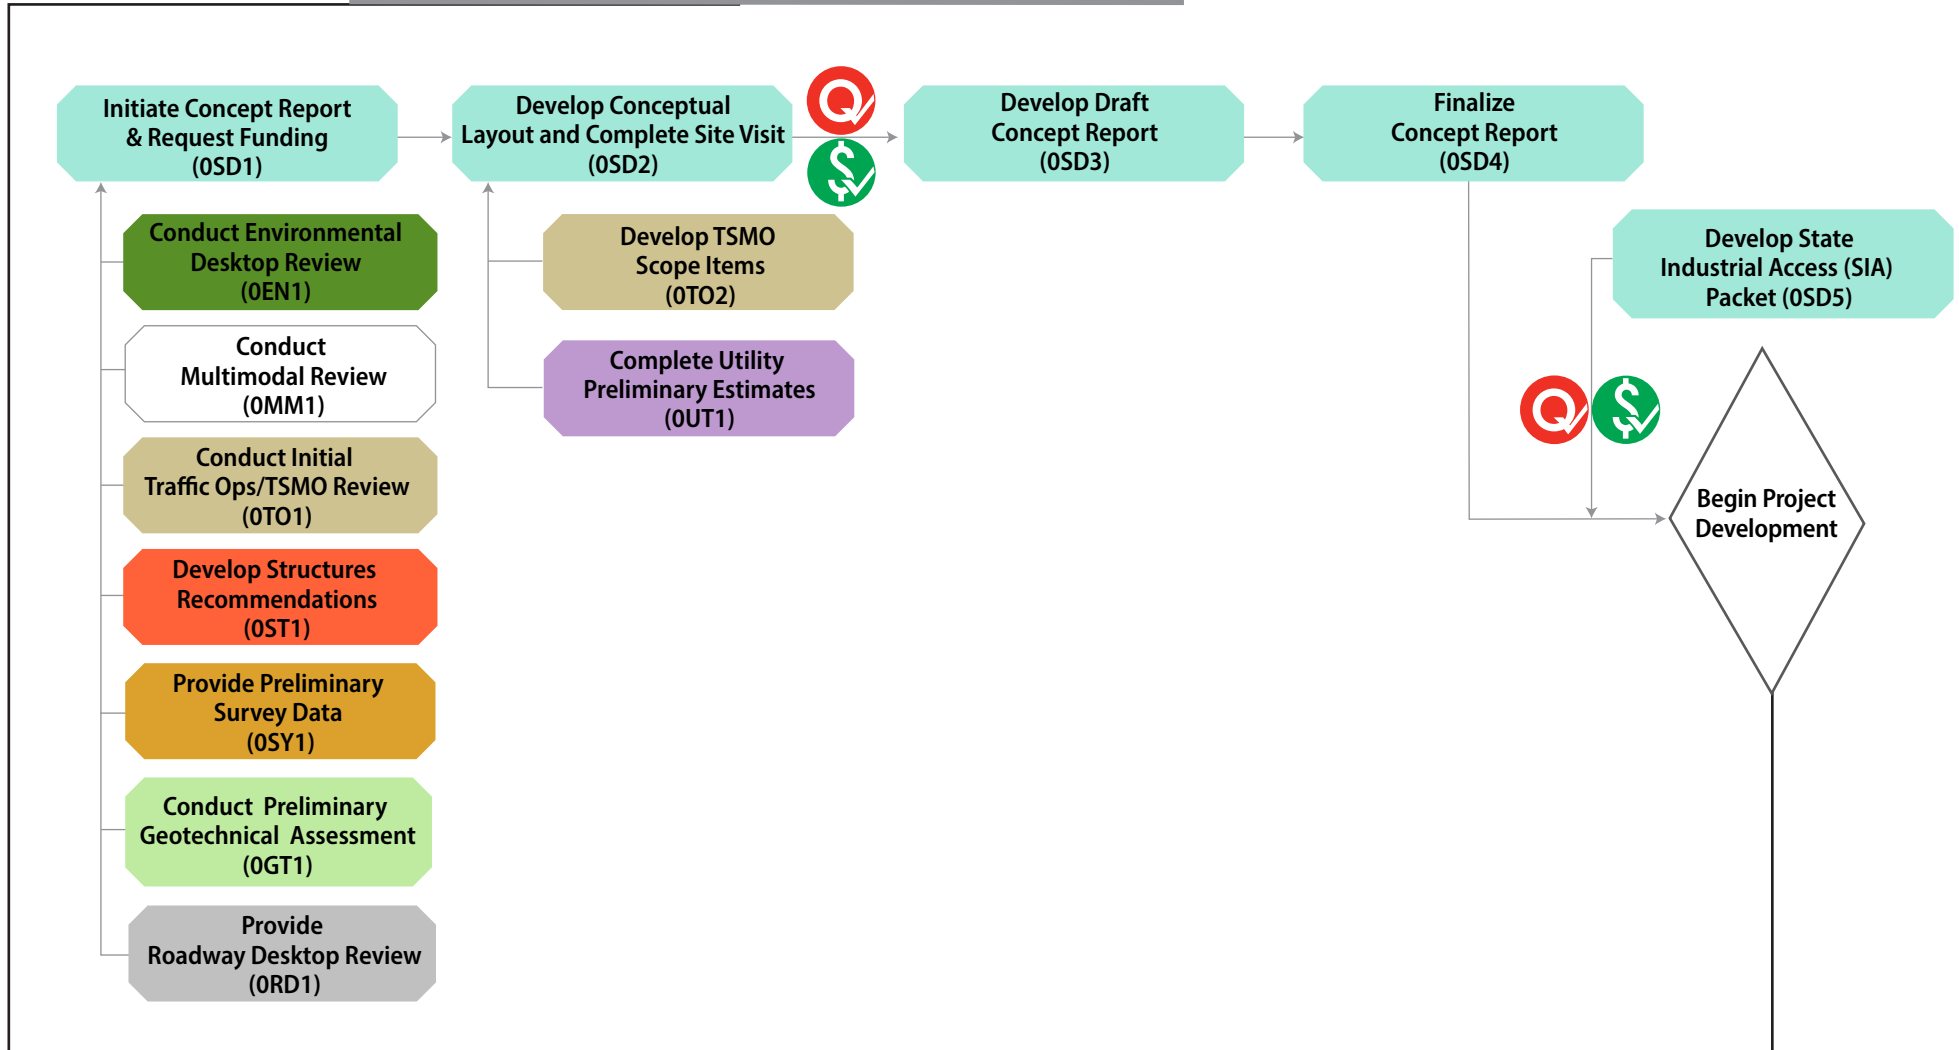 Initiate Concept Report
& Request Funding
(0SD1)
Develop Conceptual
Layout and Complete Site Visit
(0SD2)
Q
$
Develop Draft
Concept Report
(0SD3)
Finalize
Concept Report
(0SD4)
Conduct Environmental
Desktop Review
(0EN1)
Conduct
Multimodal Review
(0MM1)
Conduct Initial
Traffic Ops/TSMO Review
(0TO1)
Develop Structures
Recommendations
(0ST1)
Provide Preliminary
Survey Data
(0SY1)
Conduct Preliminary
Geotechnical Assessment
(0GT1)
Provide
Roadway Desktop Review
(0RD1)
Develop TSMO
Scope Items
(0TO2)
Complete Utility
Preliminary Estimates
(0UT1)
Develop State
Industrial Access (SIA)
Packet (0SD5)
Q
$
Begin Project
Development